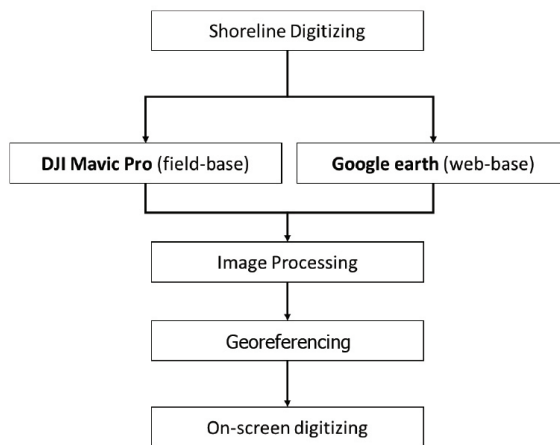 Shoreline Digitizing
DJI Mavic Pro (field-base)
Google earth (web-base)
Image Processing
Georeferencing
On-screen digitizing